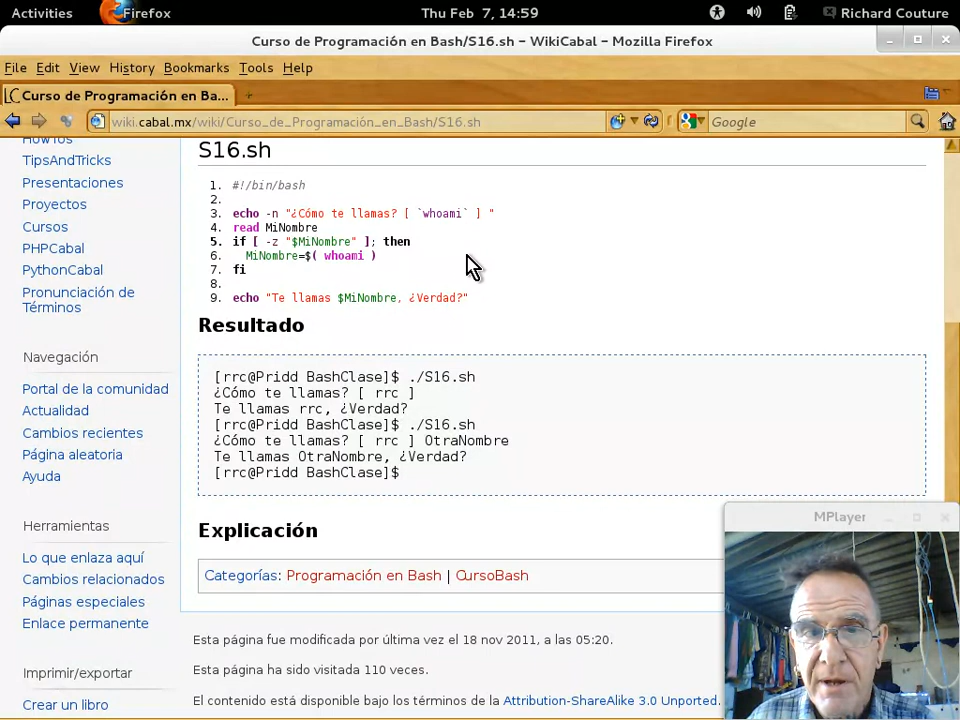 Activities Firefox Thu Feb 7, 14:59 Richard Couture
Curso de Programación en Bash/S16.sh – WikiCabal – Mozilla Firefox
File Edit View History Bookmarks Tools Help
Curso de Programación en Ba...
wiki.cabal.mx/wiki/Curso_de_Programación_en_Bash/S16.sh Google
HowTos
TipsAndTricks
Presentaciones
Proyectos
Cursos
PHPCabal
PythonCabal
Pronunciación de
Términos
Navegación
Portal de la comunidad
Actualidad
Cambios recientes
Página aleatoria
Ayuda
Herramientas
Lo que enlaza aquí
Cambios relacionados
Páginas especiales
Enlace permanente
Imprimir/exportar
Crear un libro
S16.sh
1. #!/bin/bash
2.
3. echo -n "¿Cómo te llamas? [ `whoami` ] "
4. read MiNombre
5. if [ -z "$MiNombre" ]; then
6. MiNombre=$( whoami )
7. fi
8.
9. echo "Te llamas $MiNombre, ¿Verdad?"
Resultado
[rrc@Pridd BashClase]$ ./S16.sh
¿Cómo te llamas? [ rrc ]
Te llamas rrc, ¿Verdad?
[rrc@Pridd BashClase]$ ./S16.sh
¿Cómo te llamas? [ rrc ] OtraNombre
Te llamas OtraNombre, ¿Verdad?
[rrc@Pridd BashClase]$
Explicación
Categorías: Programación en Bash | CursoBash
Esta página fue modificada por última vez el 18 nov 2011, a las 05:20.
Esta página ha sido visitada 110 veces.
El contenido está disponible bajo los términos de la Attribution-ShareAlike 3.0 Unported.
MPlayer